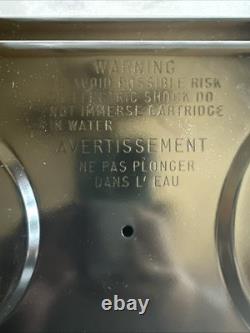 WARNING
AVOID POSSIBLE RISK
ELECTRIC SHOCK DO
NOT IMMERSE CARTRIDGE
IN WATER
AVERTISSEMENT
NE PAS PLONGER
DANS L' EAU
ebay